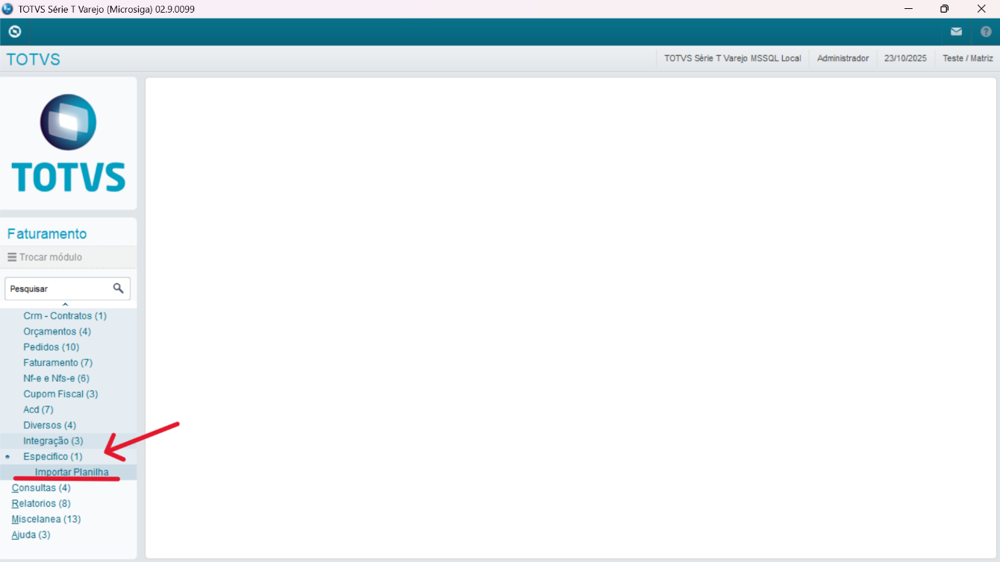 TOTVS Série T Varejo (Microsiga) 02.9.0099
TOTVS
TOTVS Série T Varejo MSSQL Local
Administrador
23/10/2025
Teste / Matriz
TOTVS
Faturamento
Trocar módulo
Pesquisar
Crm - Contratos (1)
Orçamentos (4)
Pedidos (10)
Faturamento (7)
Nf-e e Nfs-e (6)
Cupom Fiscal (3)
Acd (7)
Diversos (4)
Integração (3)
Especifico (1)
Importar Planilha
Consultas (4)
Relatorios (8)
Miscelanea (13)
Ajuda (3)